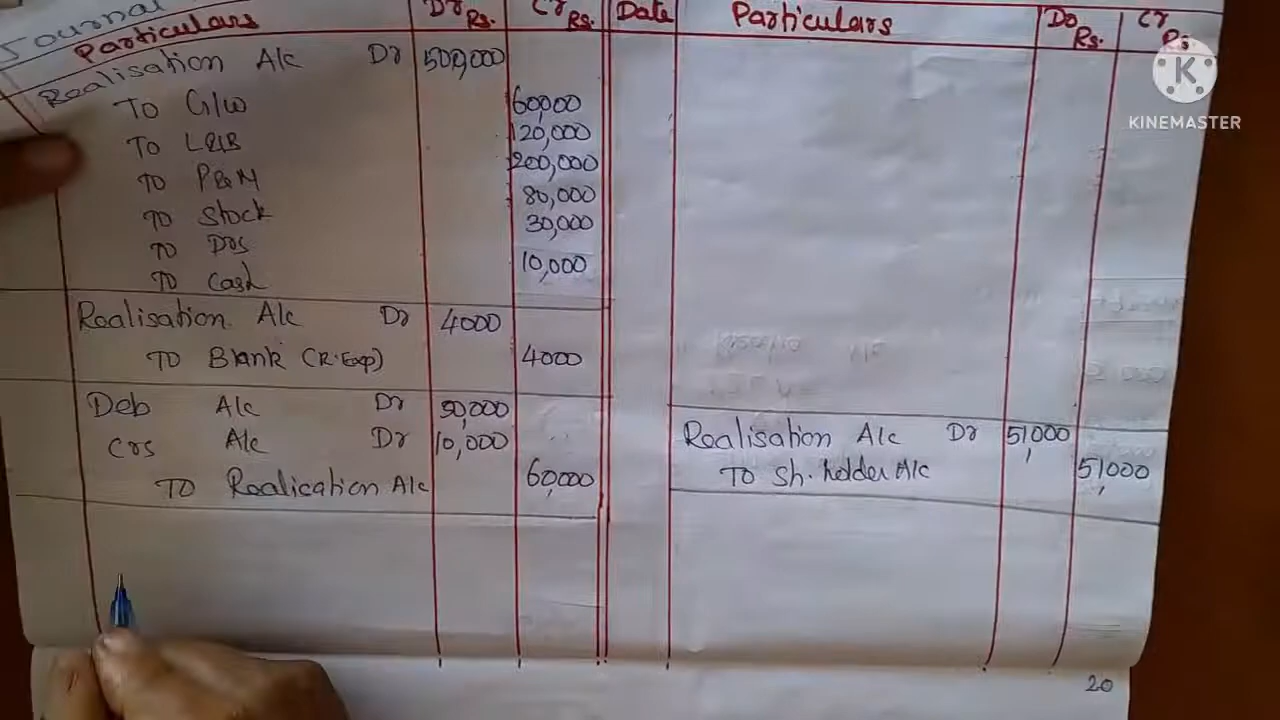 Journal
Particulars Dr Rs. Cr Rs.
Realisation A/c Dr 500,000
To G/W 60,000
To L&B 120,000
To P&M 200,000
To Stock 80,000
To Drs 30,000
To Cash 10,000
Realisation A/c Dr 4000
To Bank (R.Exp) 4000
Deb A/c Dr 50,000
Crs A/c Dr 10,000
To Realication A/c 60,000
Date Particulars Do Rs. Cr Rs
Realisation A/c Dr 51,000
To Sh. holder A/c 51,000
20
K
KINEMASTER